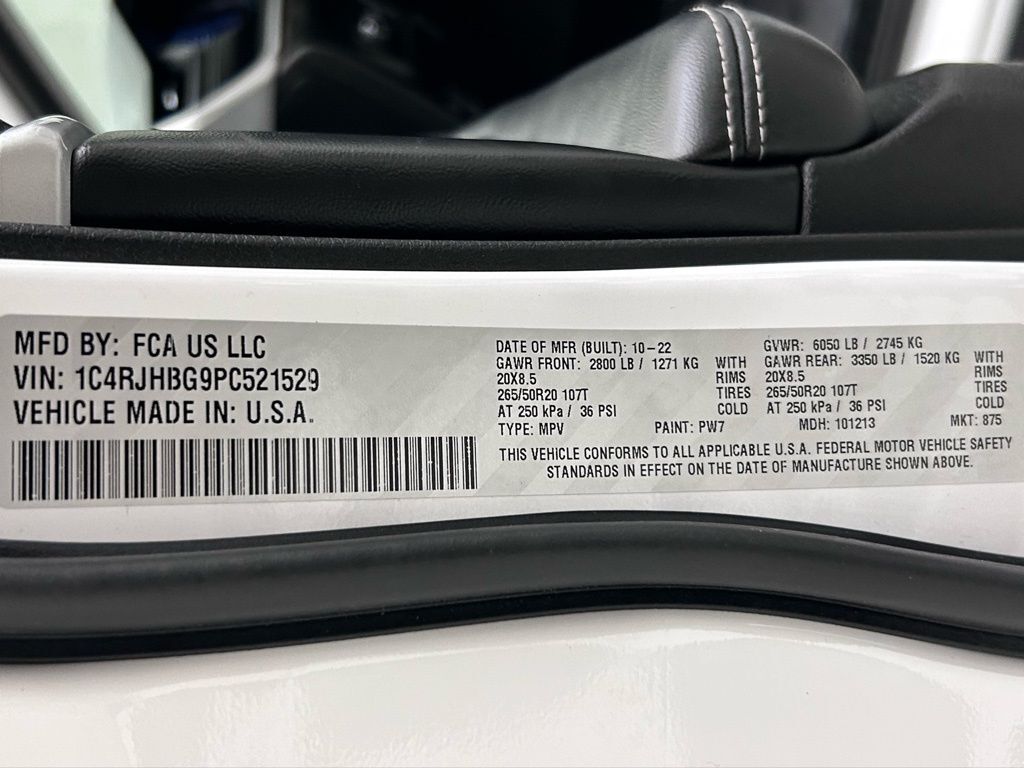 MFD BY: FCA US LLC
VIN: 1C4RJHBG9PC521529
VEHICLE MADE IN: U.S.A.
DATE OF MFR (BUILT): 10-22
GAWR FRONT: 2800 LB / 1271 KG WITH
20X8.5 RIMS
265/50R20 107T TIRES
AT 250 kPa / 36 PSI COLD
GVWR: 6050 LB / 2745 KG
GAWR REAR: 3350 LB / 1520 KG WITH
20X8.5 RIMS
265/50R20 107T TIRES
AT 250 kPa / 36 PSI COLD
TYPE: MPV PAINT: PW7 MDH: 101213 MKT: 875
THIS VEHICLE CONFORMS TO ALL APPLICABLE U.S.A. FEDERAL MOTOR VEHICLE SAFETY
STANDARDS IN EFFECT ON THE DATE OF MANUFACTURE SHOWN ABOVE.